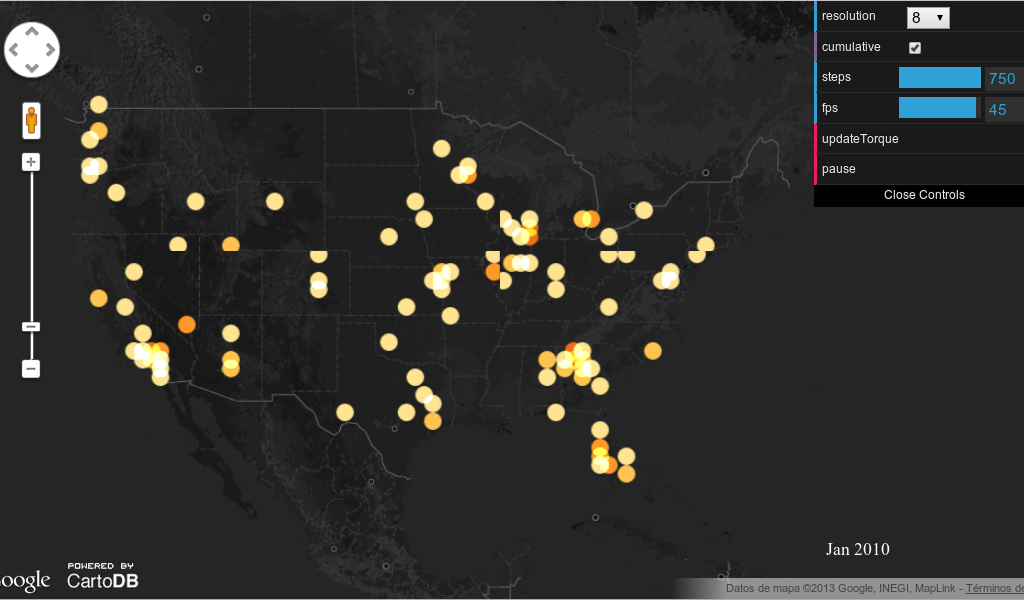 resolution 8
cumulative
steps 750
fps 45
updateTorque
pause
Close Controls
Jan 2010
POWERED BY
CartoDB
oogle
Datos de mapa ©2013 Google, INEGI, MapLink - Términos de